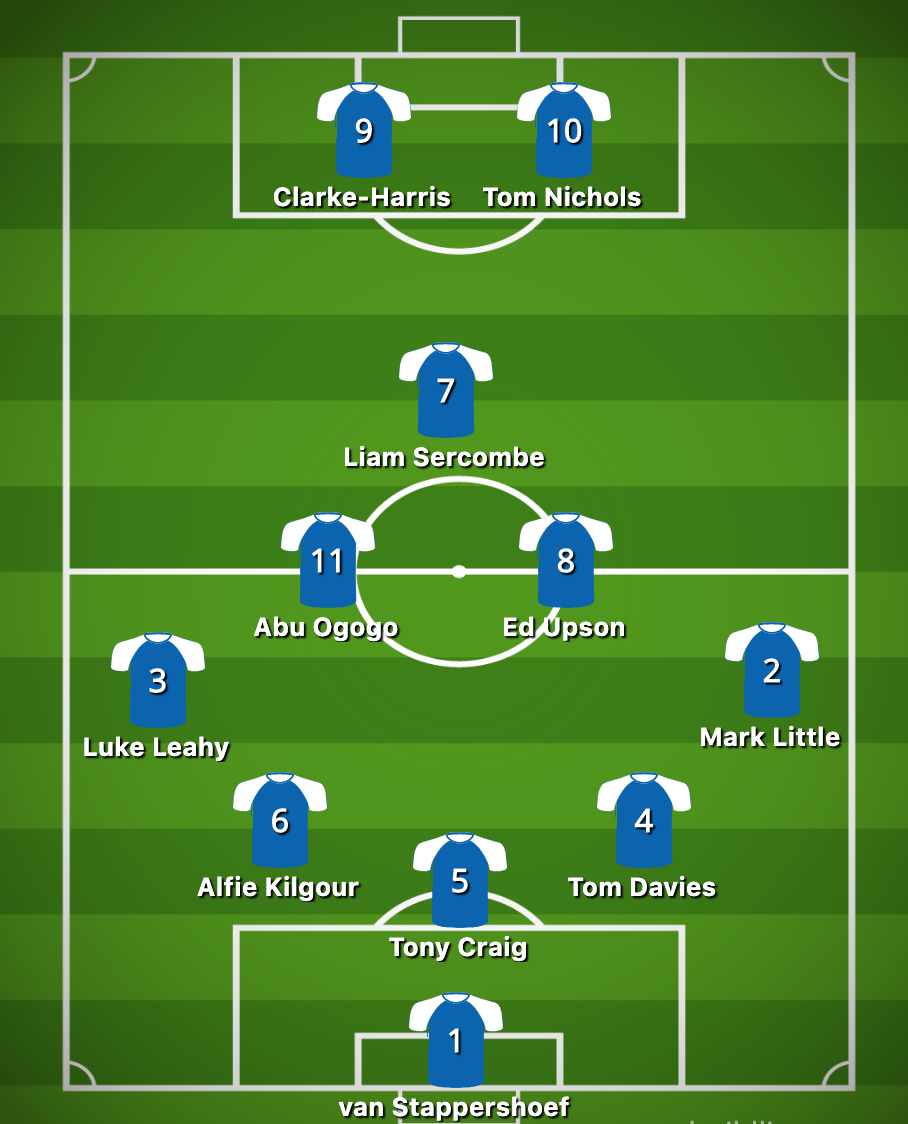 9
10
Clarke-Harris
Tom Nichols
7
Liam Sercombe
11
8
Abu Ogogo
Ed Upson
3
2
Luke Leahy
Mark Little
6
4
Alfie Kilgour
Tom Davies
5
Tony Craig
1
van Stappershoef